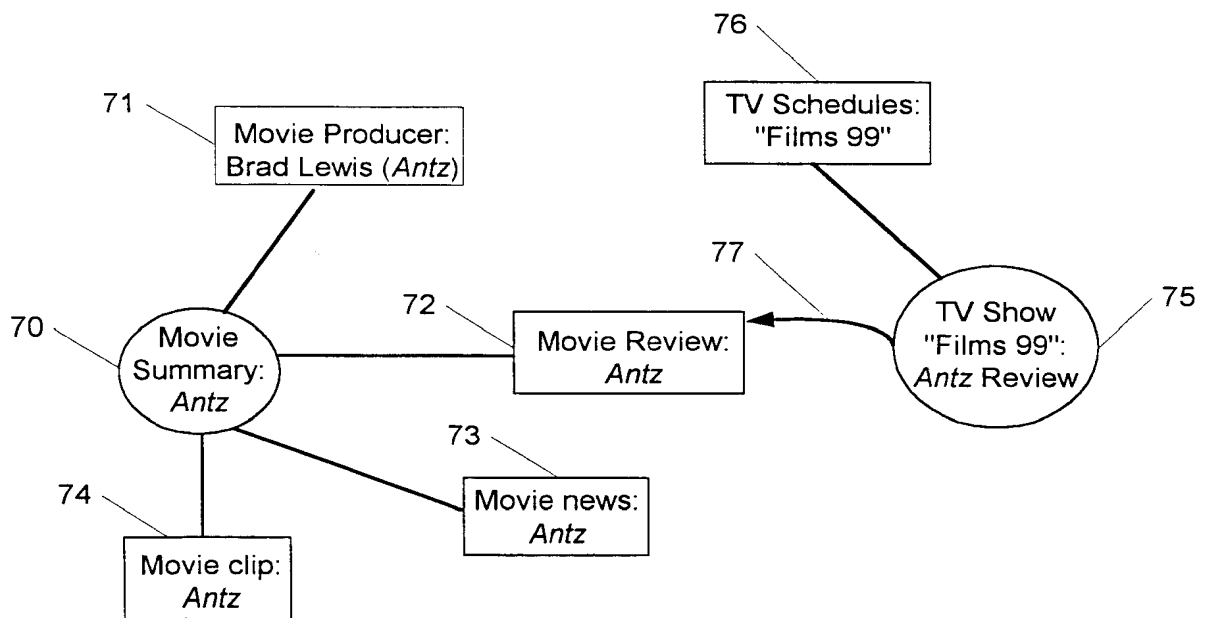 76
71
TV Schedules:
"Films 99"
Movie Producer:
Brad Lewis (Antz)
77
72
75
70
Movie
Summary:
Antz
Movie Review:
Antz
TV Show
"Films 99":
Antz Review
73
Movie news:
Antz
74
Movie clip:
Antz